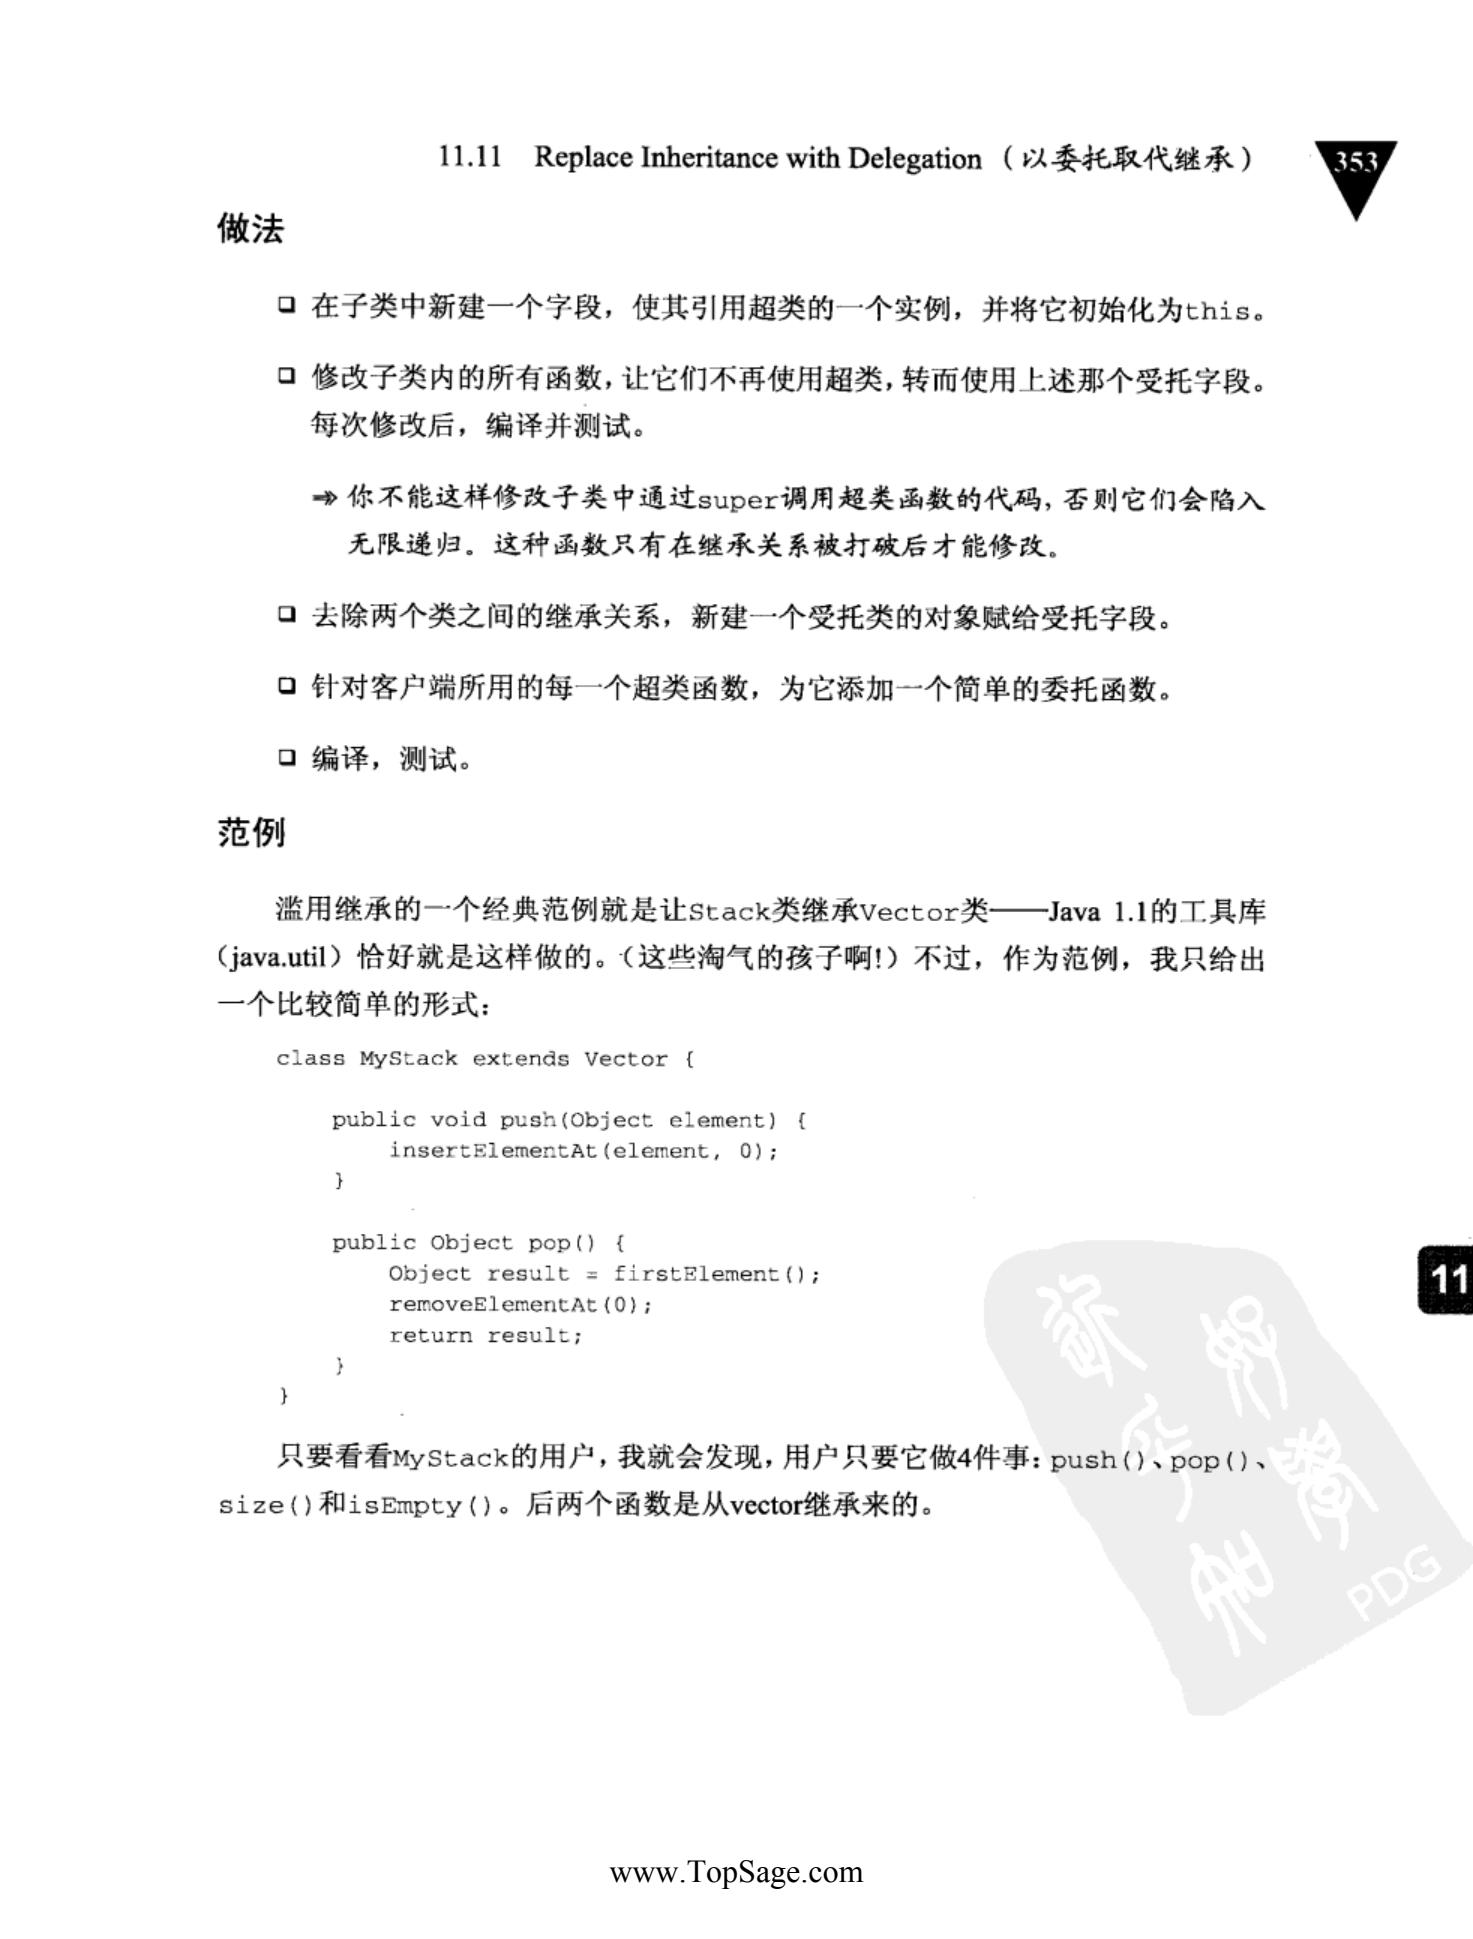 11.11 Replace Inheritance with Delegation（以委托取代继承）
353
做法
❑ 在子类中新建一个字段，使其引用超类的一个实例，并将它初始化为this。
❑ 修改子类内的所有函数，让它们不再使用超类，转而使用上述那个受托字段。
每次修改后，编译并测试。
⇒ 你不能这样修改子类中通过super调用超类函数的代码，否则它们会陷入
无限递归。这种函数只有在继承关系被打破后才能修改。
❑ 去除两个类之间的继承关系，新建一个受托类的对象赋给受托字段。
❑ 针对客户端所用的每一个超类函数，为它添加一个简单的委托函数。
❑ 编译，测试。
范例
滥用继承的一个经典范例就是让Stack类继承Vector类——Java 1.1的工具库
（java.util）恰好就是这样做的。（这些淘气的孩子啊!）不过，作为范例，我只给出
一个比较简单的形式：
class MyStack extends Vector {
public void push(Object element) {
insertElementAt(element, 0);
}
public Object pop() {
Object result = firstElement();
removeElementAt(0);
return result;
}
}
11
只要看看MyStack的用户，我就会发现，用户只要它做4件事：push()、pop()、
size()和isEmpty()。后两个函数是从vector继承来的。
PDG
www.TopSage.com